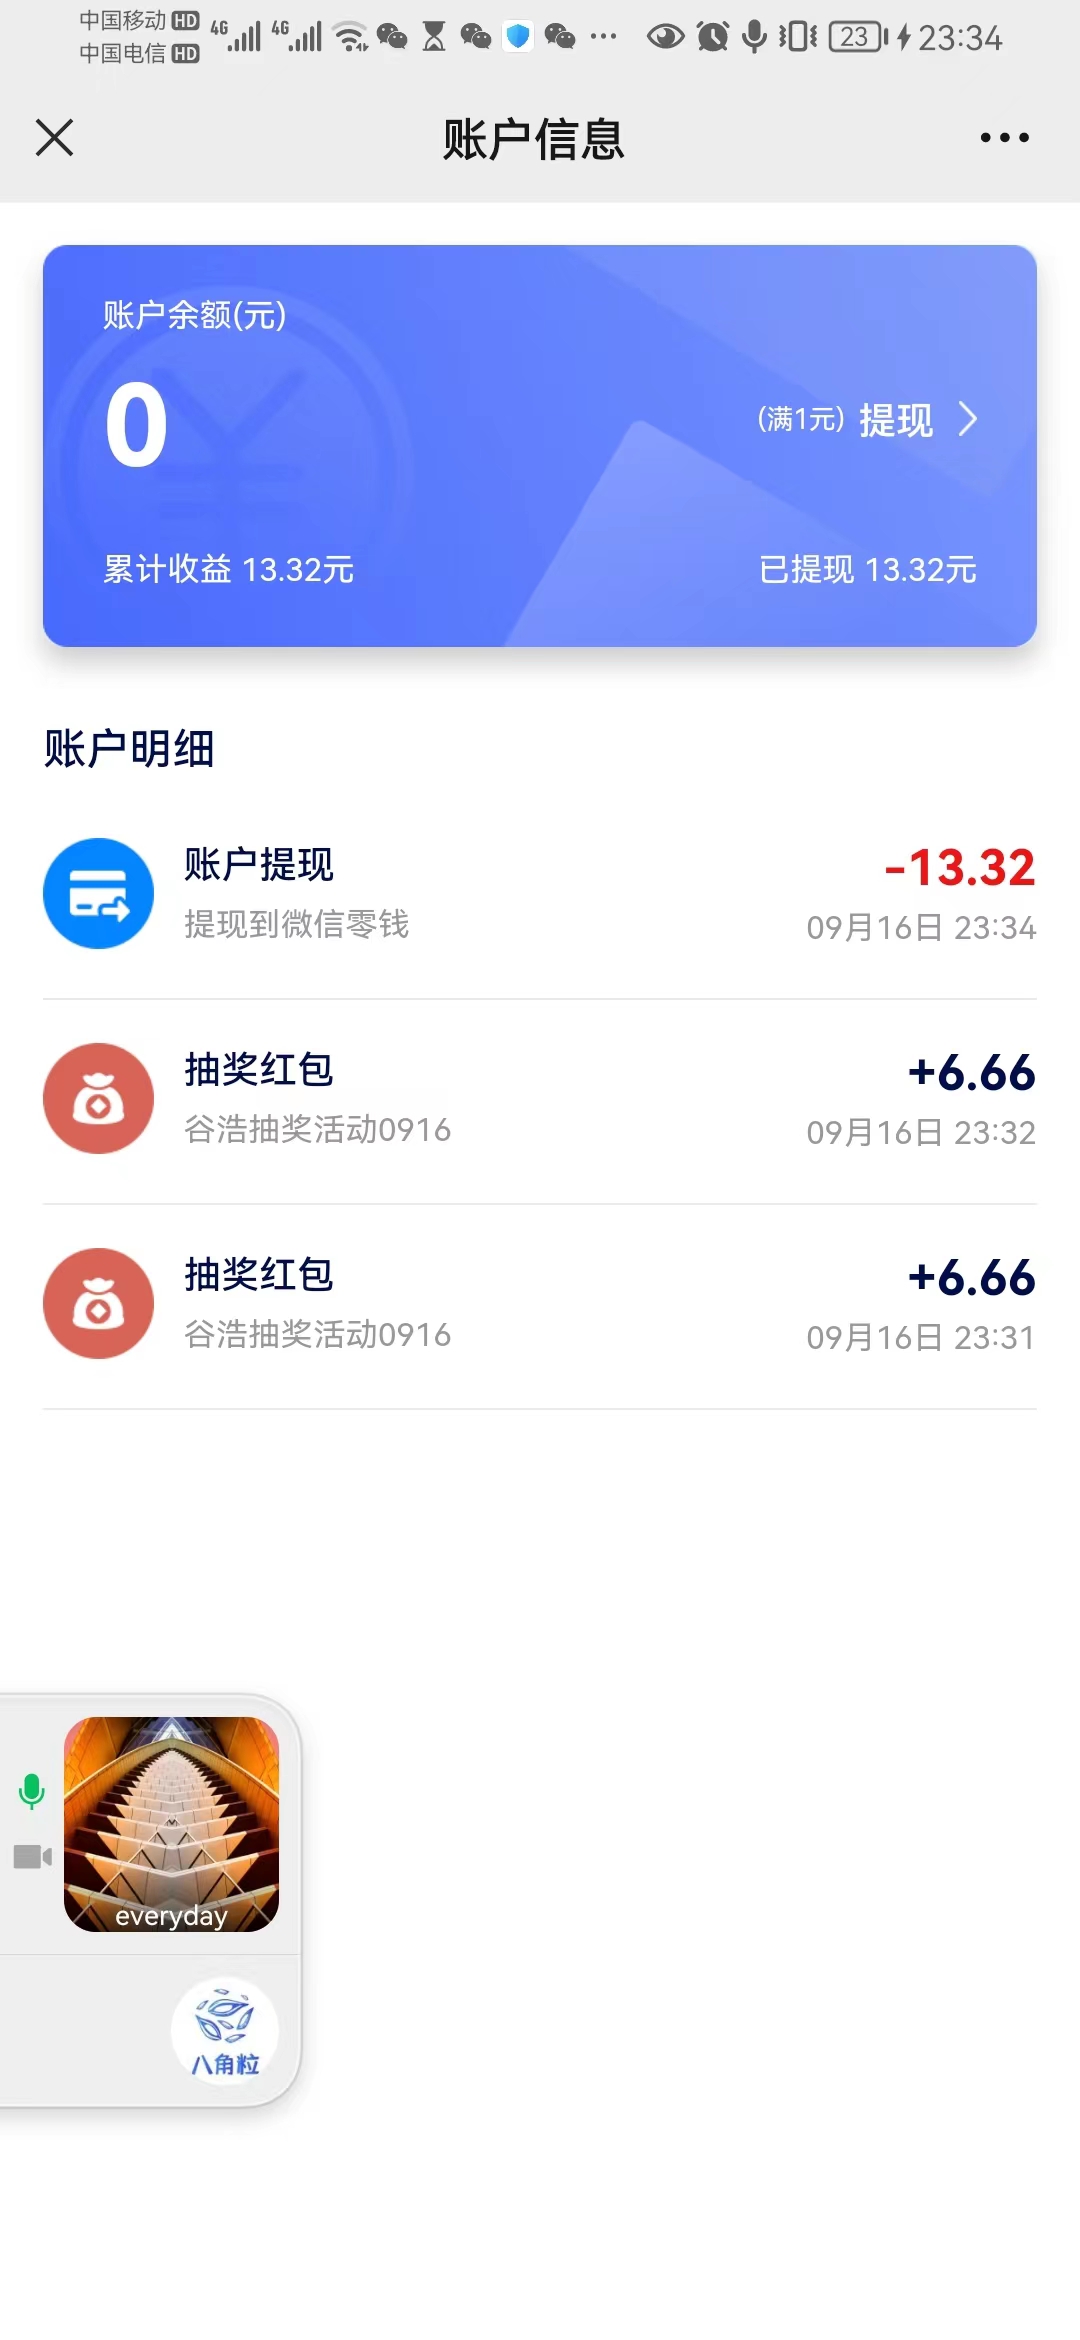 中国移动 HD 4G 4G 23 23:34
中国电信 HD
账户信息
账户余额(元)
0
(满1元) 提现
累计收益 13.32元
已提现 13.32元
账户明细
账户提现
-13.32
提现到微信零钱
09月16日 23:34
抽奖红包
+6.66
谷浩抽奖活动0916
09月16日 23:32
抽奖红包
+6.66
谷浩抽奖活动0916
09月16日 23:31
everyday
八角粒